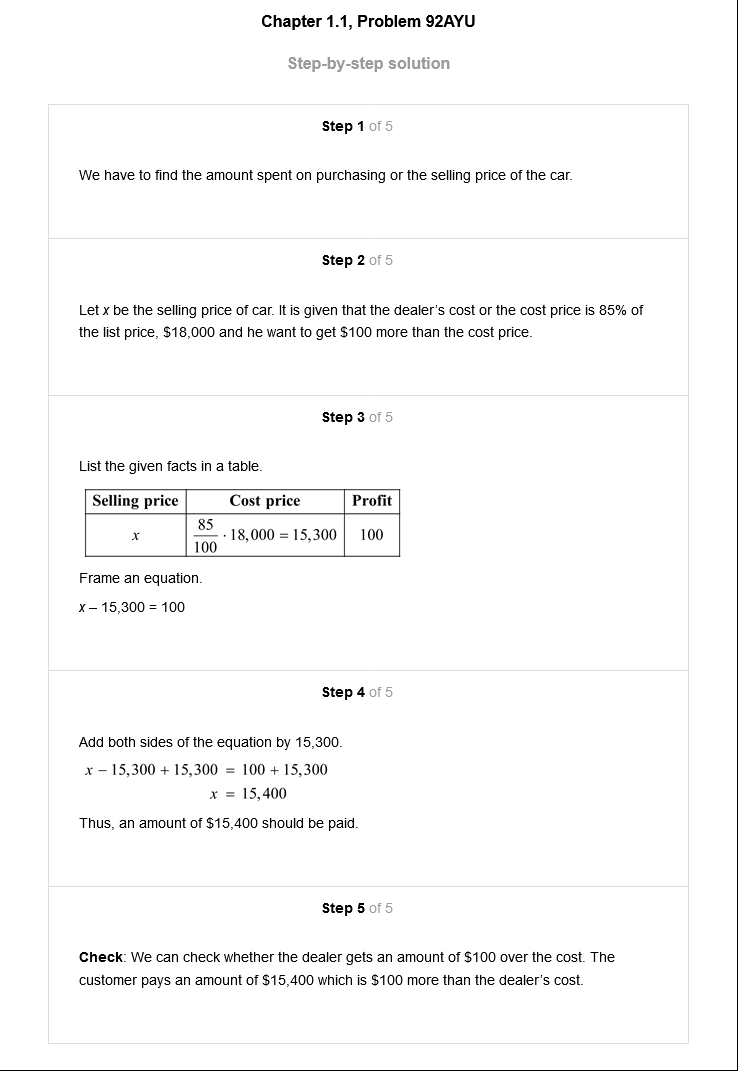 Chapter 1.1, Problem 92AYU
Step-by-step solution
Step 1 of 5
We have to find the amount spent on purchasing or the selling price of the car.
Step 2 of 5
Let x be the selling price of car. It is given that the dealer's cost or the cost price is 85% of
the list price, $18,000 and he want to get $100 more than the cost price.
Step 3 of 5
List the given facts in a table.
Selling price Cost price Profit
x 85/100 · 18,000 = 15,300 100
Frame an equation.
x – 15,300 = 100
Step 4 of 5
Add both sides of the equation by 15,300.
x − 15,300 + 15,300 = 100 + 15,300
x = 15,400
Thus, an amount of $15,400 should be paid.
Step 5 of 5
Check: We can check whether the dealer gets an amount of $100 over the cost. The
customer pays an amount of $15,400 which is $100 more than the dealer's cost.